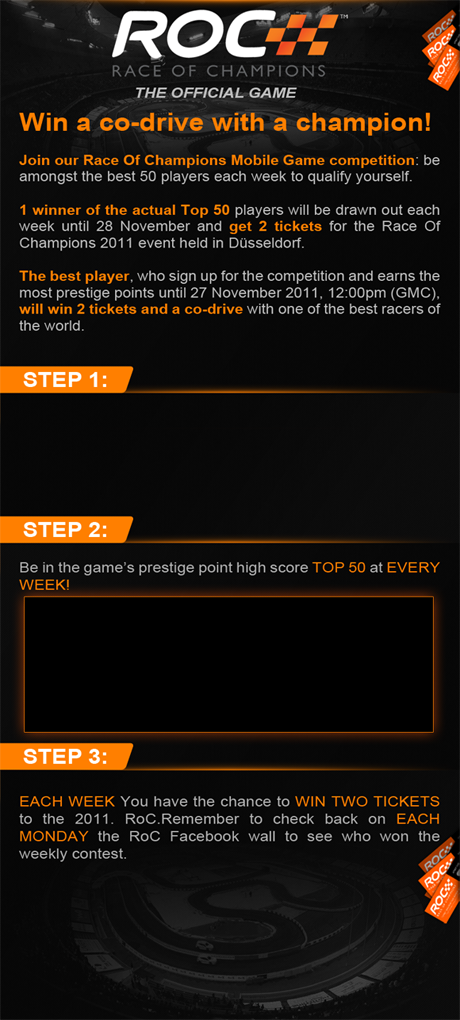 ROC™
RACE OF CHAMPIONS
THE OFFICIAL GAME
Win a co-drive with a champion!
Join our Race Of Champions Mobile Game competition: be
amongst the best 50 players each week to qualify yourself.
1 winner of the actual Top 50 players will be drawn out each
week until 28 November and get 2 tickets for the Race Of
Champions 2011 event held in Düsseldorf.
The best player, who sign up for the competition and earns the
most prestige points until 27 November 2011, 12:00pm (GMC),
will win 2 tickets and a co-drive with one of the best racers of
the world.
STEP 1:
STEP 2:
Be in the game's prestige point high score TOP 50 at EVERY
WEEK!
STEP 3:
EACH WEEK You have the chance to WIN TWO TICKETS
to the 2011. RoC.Remember to check back on EACH
MONDAY the RoC Facebook wall to see who won the
weekly contest.